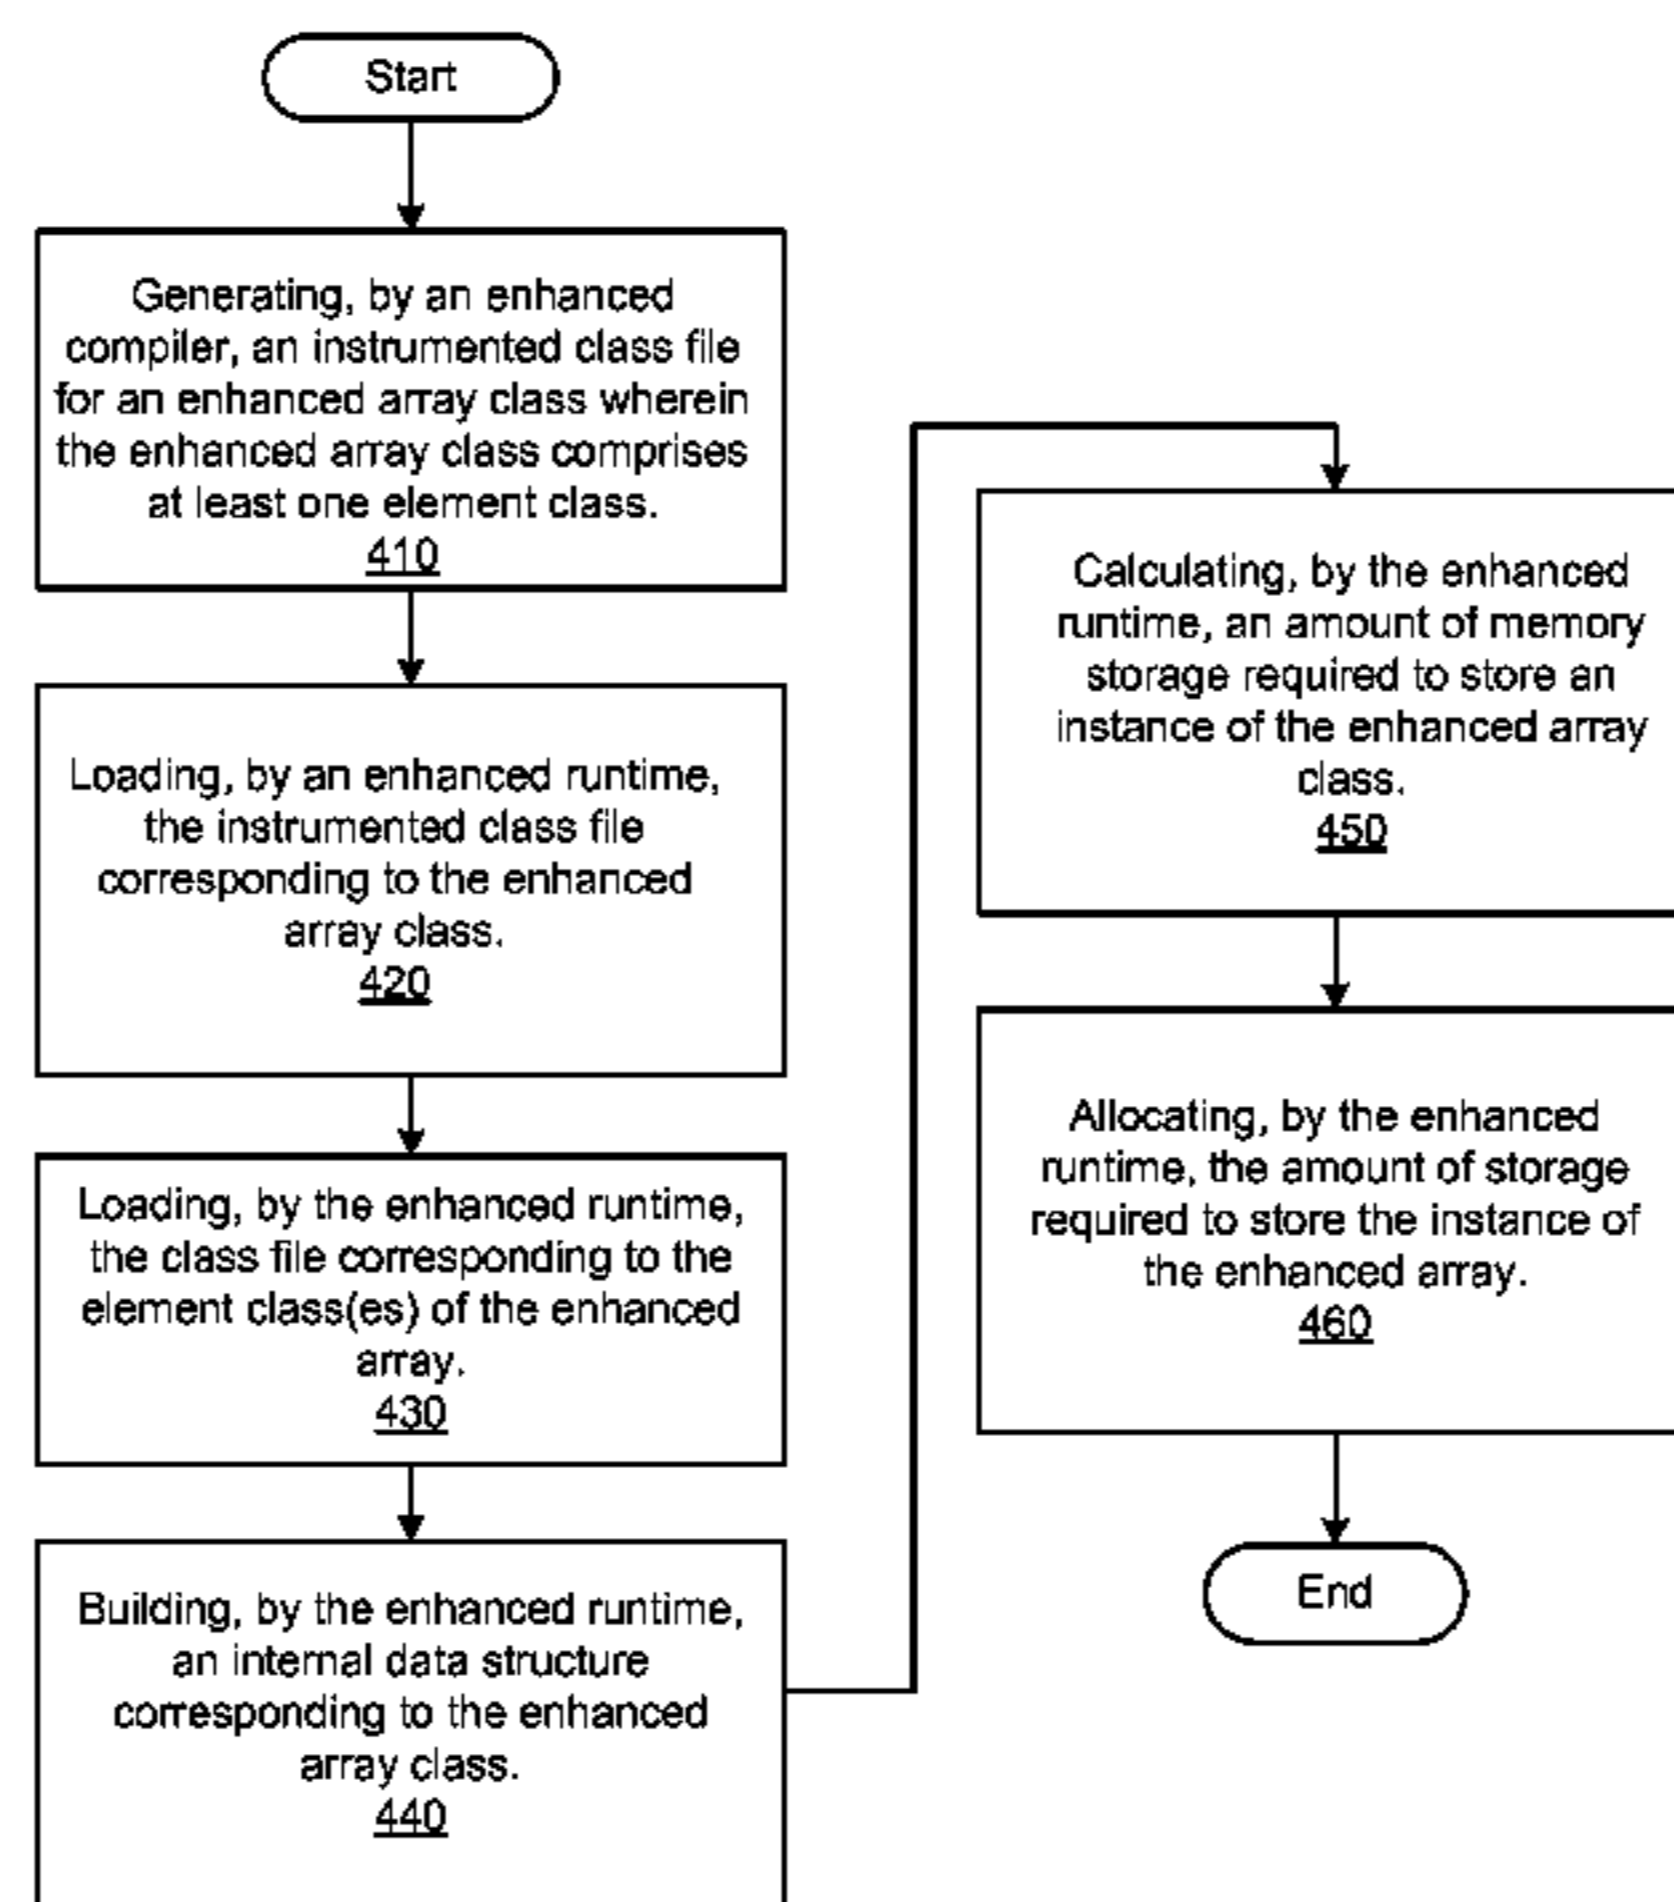 Start
Generating, by an enhanced
compiler, an instrumented class file
for an enhanced array class wherein
the enhanced array class comprises
at least one element class.
410
Loading, by an enhanced runtime,
the instrumented class file
corresponding to the enhanced
array class.
420
Loading, by the enhanced runtime,
the class file corresponding to the
element class(es) of the enhanced
array.
430
Building, by the enhanced runtime,
an internal data structure
corresponding to the enhanced
array class.
440
Calculating, by the enhanced
runtime, an amount of memory
storage required to store an
instance of the enhanced array
class.
450
Allocating, by the enhanced
runtime, the amount of storage
required to store the instance of
the enhanced array.
460
End